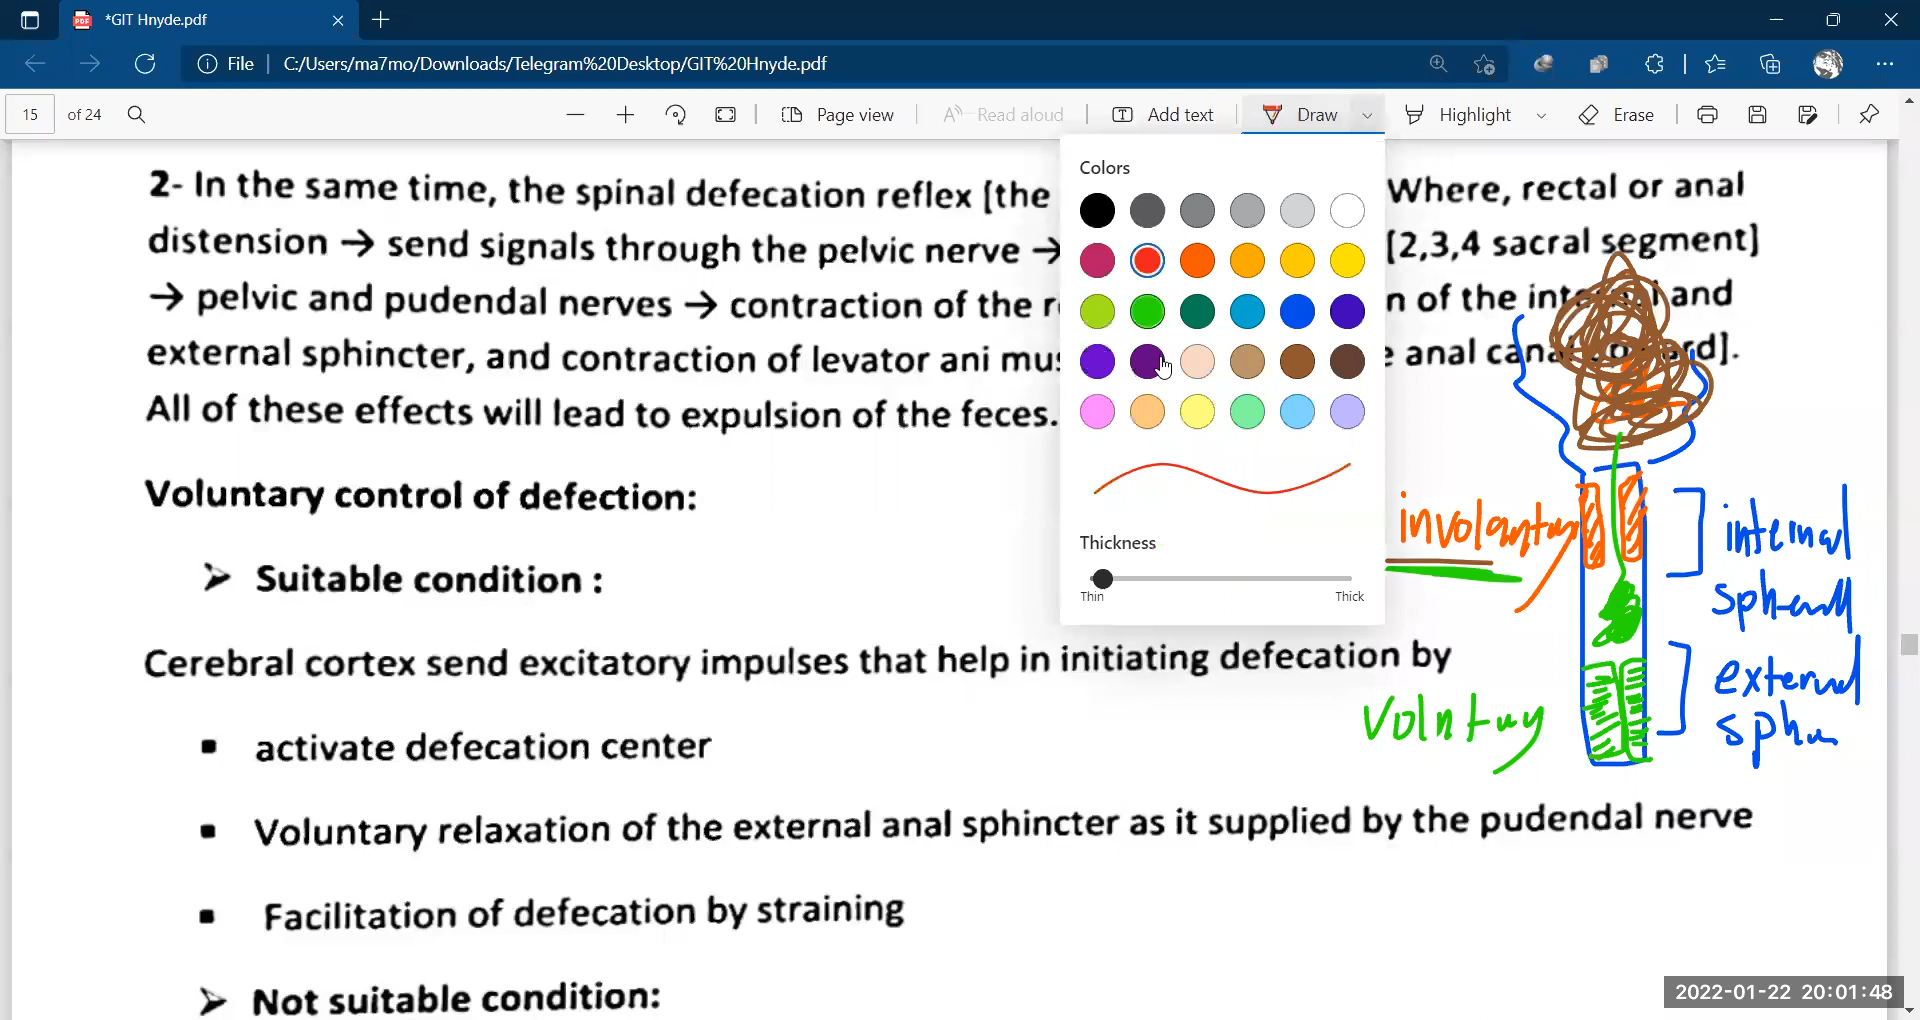 *GIT Hnyde.pdf
File C:/Users/ma7mo/Downloads/Telegram%20Desktop/GIT%20Hnyde.pdf
15 of 24 Page view Read aloud Add text Draw Highlight Erase
Colors
Thickness
Thin Thick
2- In the same time, the spinal defecation reflex [the Where, rectal or anal
distension → send signals through the pelvic nerve → [2,3,4 sacral segment]
→ pelvic and pudendal nerves → contraction of the r n of the and
external sphincter, and contraction of levator ani mus e anal
All of these effects will lead to expulsion of the feces.
Voluntary control of defection:
➢ Suitable condition :
involantury
internal
Cerebral cortex send excitatory impulses that help in initiating defecation by
external
sph
▪ activate defecation center
▪ Voluntary relaxation of the external anal sphincter as it supplied by the pudendal nerve
▪ Facilitation of defecation by straining
➢ Not suitable condition:
2022-01-22 20:01:48